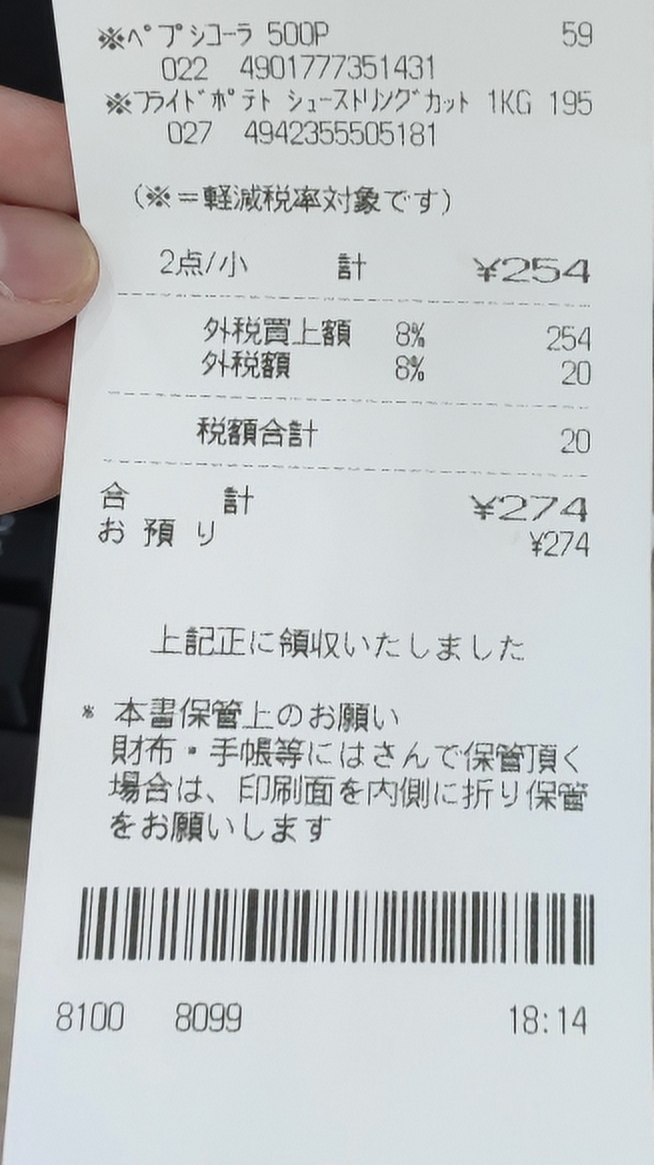 ※ペプシコーラ 500P 59
022 4901777351431
※フライドポテト シューストリングカット 1KG 195
027 4942355505181
(※=軽減税率対象です)
2点/小 計 ¥254
外税買上額 8% 254
外税額 8% 20
税額合計 20
合 計 ¥274
お預り ¥274
上記正に領収いたしました
* 本書保管上のお願い
財布・手帳等にはさんで保管頂く
場合は、印刷面を内側に折り保管
をお願いします
8100 8099 18:14